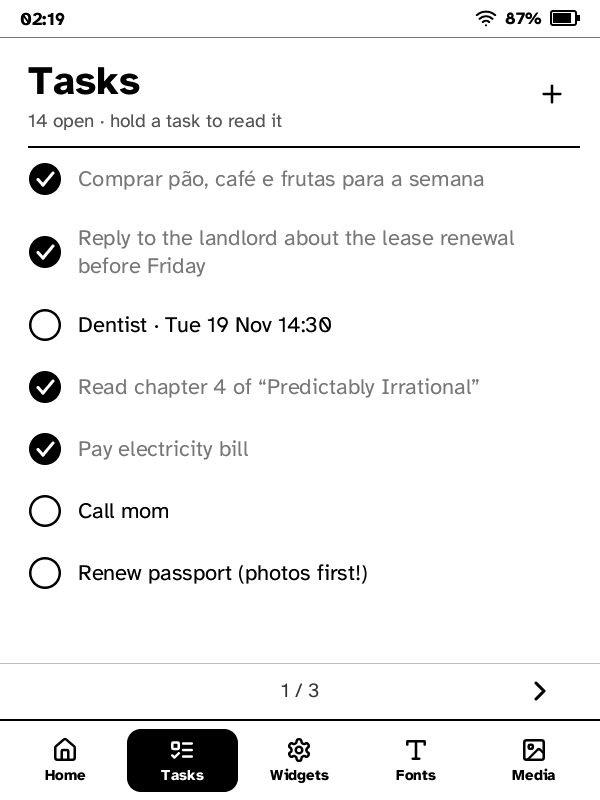 02:19
87%
Tasks
14 open · hold a task to read it
Comprar pão, café e frutas para a semana
Reply to the landlord about the lease renewal
before Friday
Dentist · Tue 19 Nov 14:30
Read chapter 4 of “Predictably Irrational”
Pay electricity bill
Call mom
Renew passport (photos first!)
1 / 3
Home
Tasks
Widgets
Fonts
Media